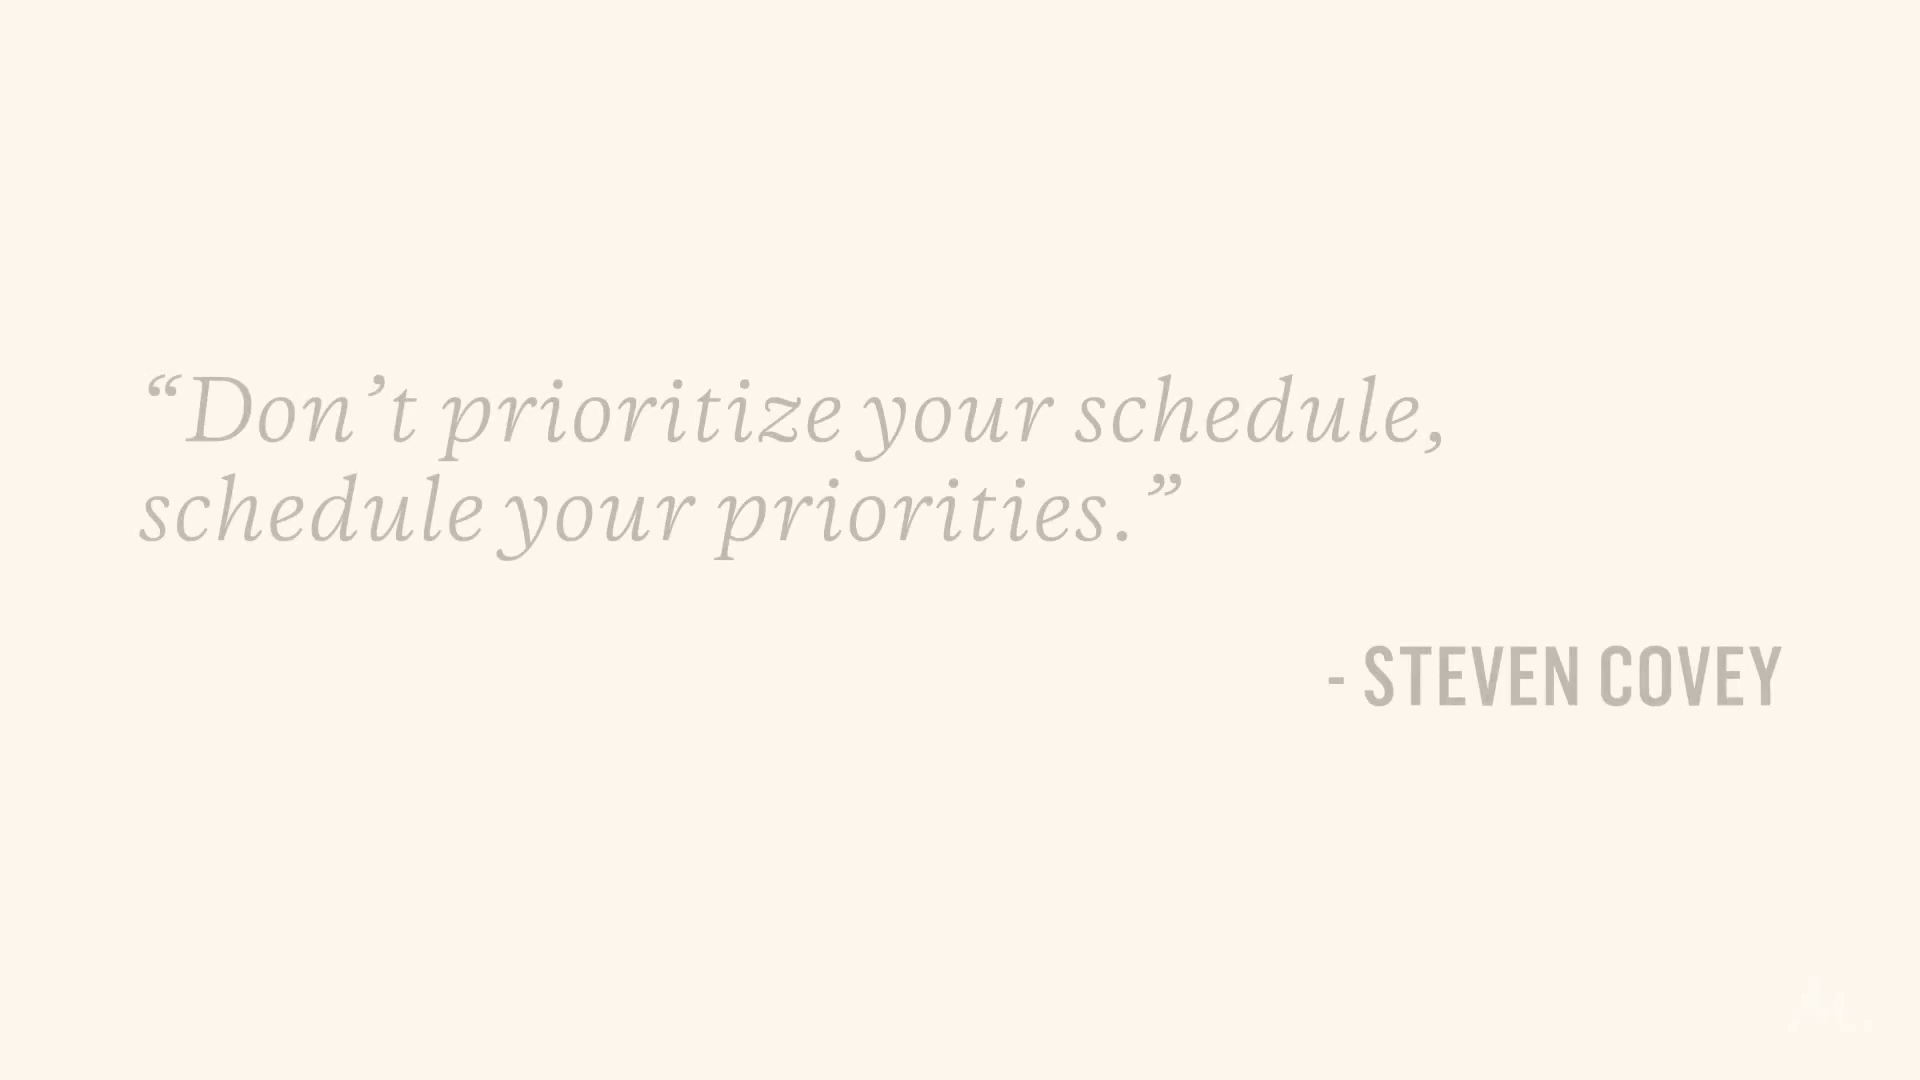 “Don’t prioritize your schedule,
schedule your priorities.”
- STEVEN COVEY